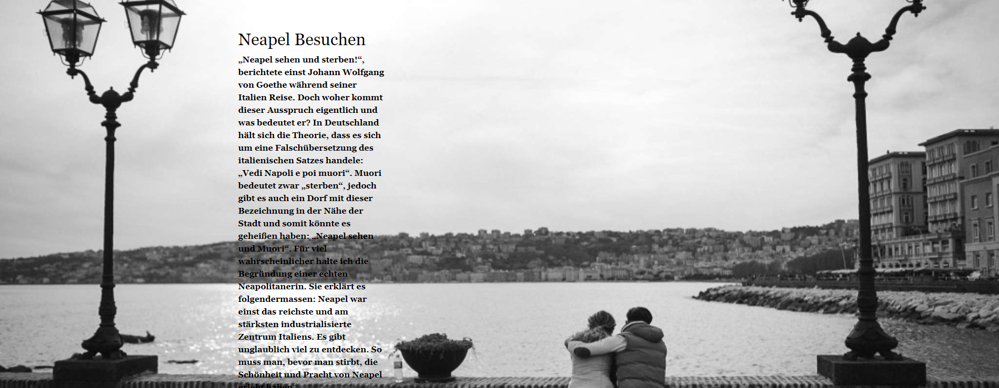 Neapel Besuchen
„Neapel sehen und sterben!“,
berichtete einst Johann Wolfgang
von Goethe während seiner
Italien Reise. Doch woher kommt
dieser Ausspruch eigentlich und
was bedeutet er? In Deutschland
hält sich die Theorie, dass es sich
um eine Falschübersetzung des
italienischen Satzes handele:
„Vedi Napoli e poi muori“. Muori
bedeutet zwar „sterben“, jedoch
gibt es auch ein Dorf mit dieser
Bezeichnung in der Nähe der
Stadt und somit könnte es
geheißen haben: „Neapel sehen
und Muori“. Für viel
wahrscheinlicher halte ich die
Begründung einer echten
Neapolitanerin. Sie erklärt es
folgendermassen: Neapel war
einst das reichste und am
stärksten industrialisierte
Zentrum Italiens. Es gibt
unglaublich viel zu entdecken. So
muss man, bevor man stirbt, die
Schönheit und Pracht von Neapel
erlebt haben“